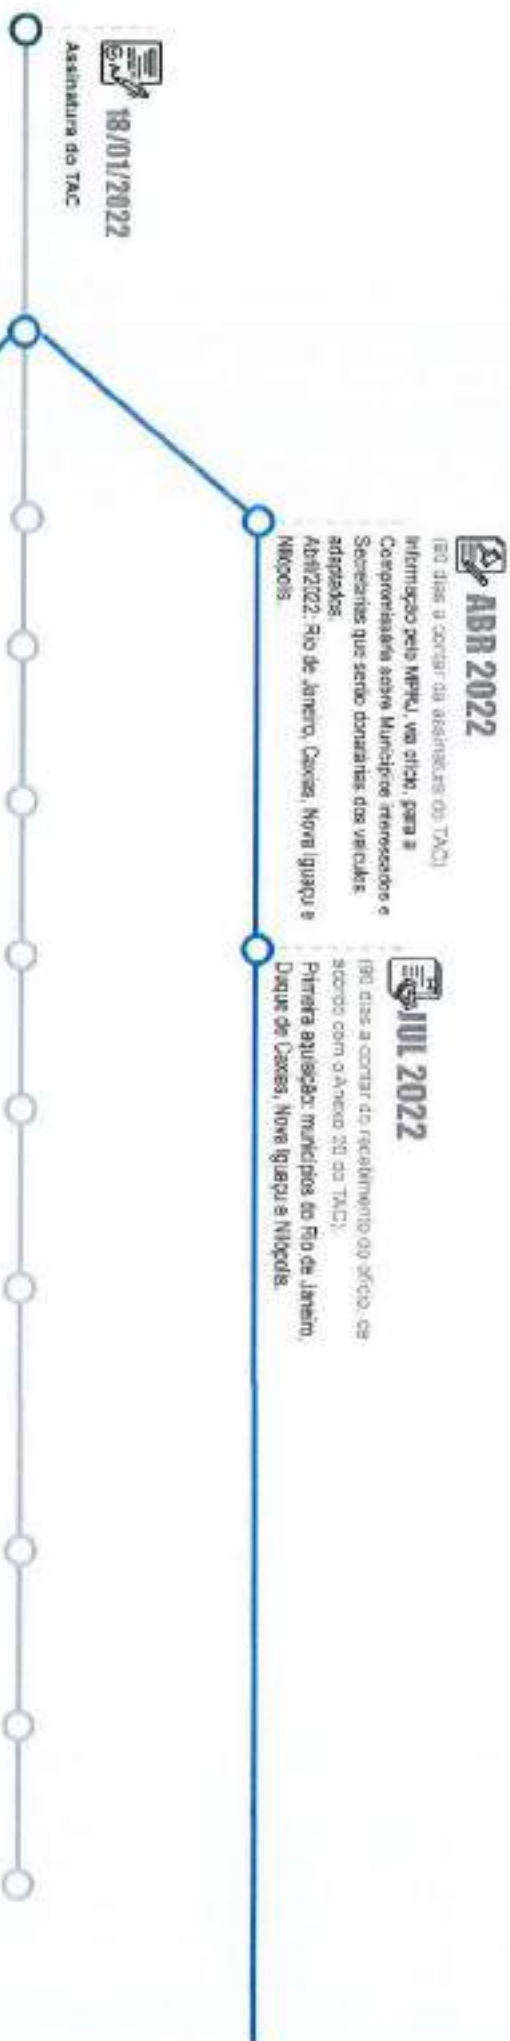 18/01/2022
Assinatura do TAC
ABR 2022
(90 dias a contar da assinatura do TAC)
Informação pelo MPRJ, via ofício, para a
Compromissária sobre Municípios interessados e
Secretarias que serão donatárias dos veículos
adaptados.
Abril/2022: Rio de Janeiro, Caxias, Nova Iguaçu e
Nilópolis.
JUL 2022
(90 dias a contar do recebimento do ofício, de
acordo com o Anexo 20 do TAC)
Primeira aquisição: municípios do Rio de Janeiro,
Duque de Caxias, Nova Iguaçu e Nilópolis.